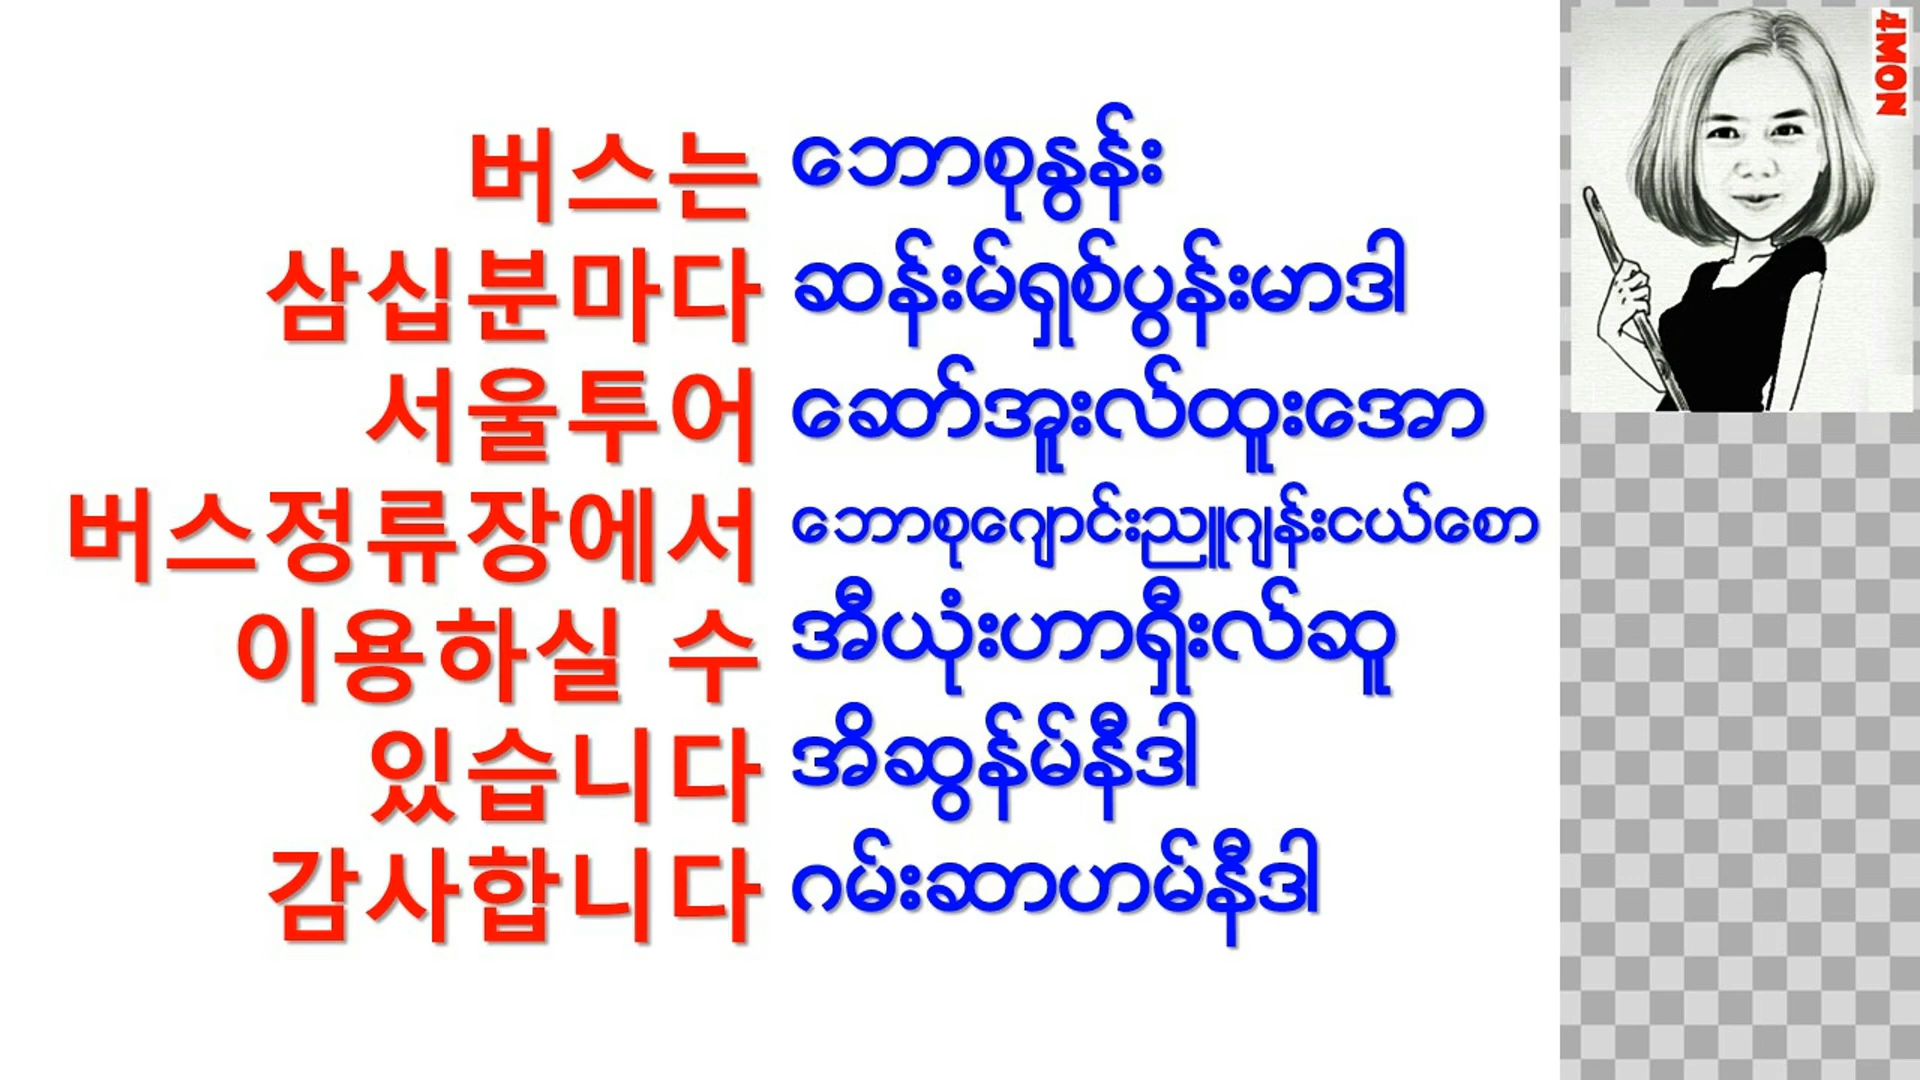 버스는 ဘောစုနွန်း
삼십분마다 ဆန်းမ်ရှစ်ပွန်းမာဒါ
서울투어 ဆော်အူးလ်ထူးအော
버스정류장에서 ဘောစုဂျောင်းညူဂျန်းငယ်စော
이용하실 수 အီယုံးဟာရှီးလ်ဆူ
있습니다 အိဆွန်မ်နီဒါ
감사합니다 ဂမ်းဆာဟမ်နီဒါ
4MON